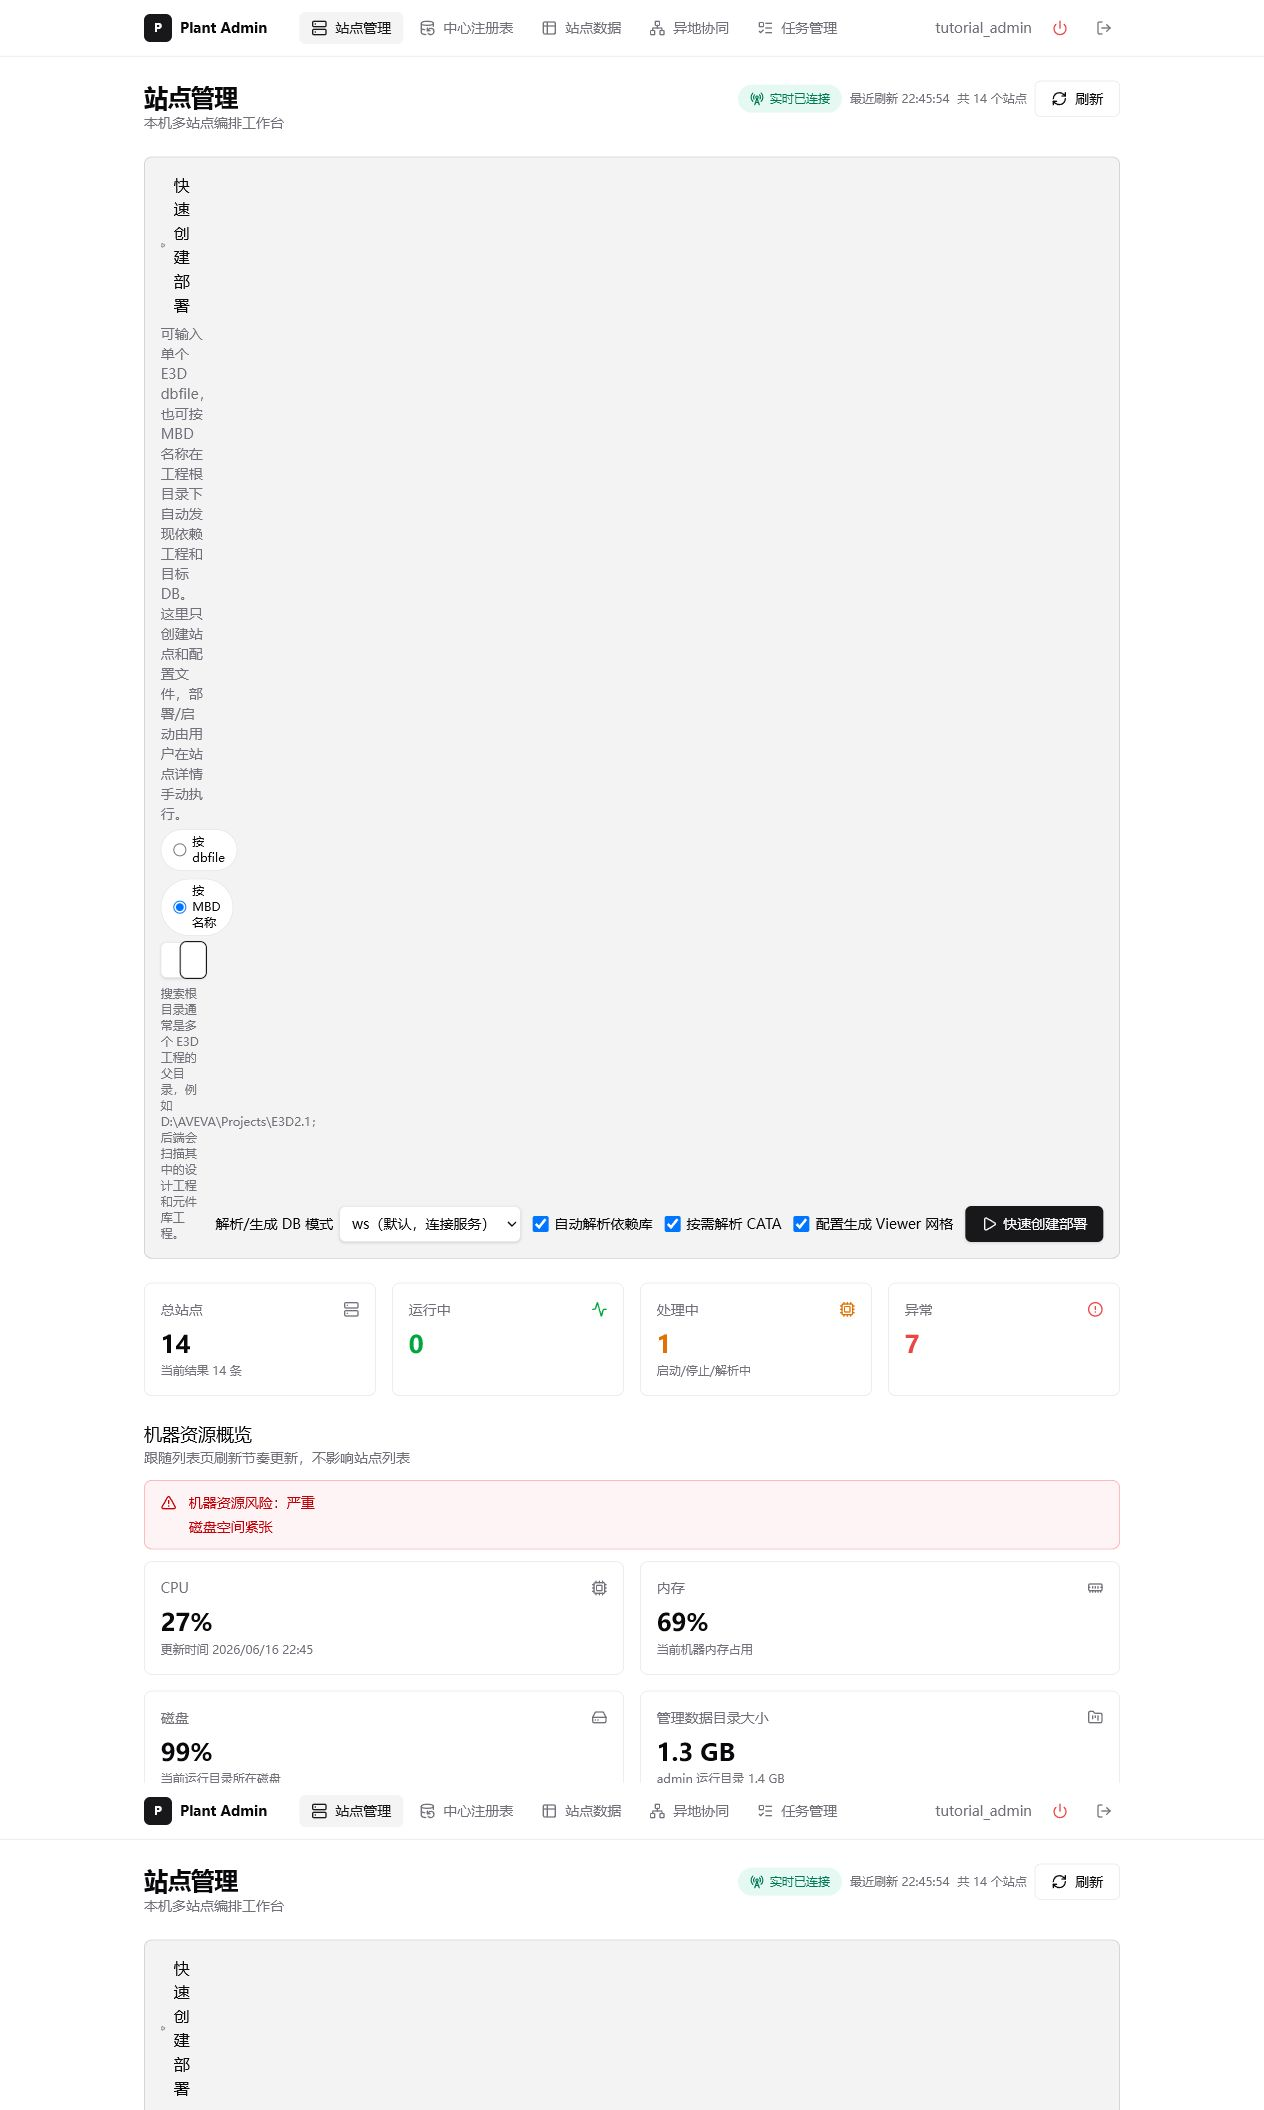 P Plant Admin 站点管理 中心注册表 站点数据 异地协同 任务管理 tutorial_admin
站点管理
本机多站点编排工作台
实时已连接 最近刷新 22:45:54 共 14 个站点 刷新
快
速
创
建
部
署
可输入
单个
E3D
dbfile，
也可按
MBD
名称在
工程根
目录下
自动发
现依赖
工程和
目标
DB。
这里只
创建站
点和配
置文
件，部
署/启
动由用
户在站
点详情
手动执
行。
按
dbfile
按
MBD
名称
搜索根
目录通
常是多
个 E3D
工程的
父目
录，例
如
D:\AVEVA\Projects\E3D2.1；
后端会
扫描其
中的设
计工程
和元件
库工
程。
解析/生成 DB 模式 ws（默认，连接服务） 自动解析依赖库 按需解析 CATA 配置生成 Viewer 网格 快速创建部署
总站点
14
当前结果 14 条
运行中
0
处理中
1
启动/停止/解析中
异常
7
机器资源概览
跟随列表页刷新节奏更新，不影响站点列表
机器资源风险：严重
磁盘空间紧张
CPU
27%
更新时间 2026/06/16 22:45
内存
69%
当前机器内存占用
磁盘
99%
当前运行目录所在磁盘
管理数据目录大小
1.3 GB
admin 运行目录 1.4 GB
P Plant Admin 站点管理 中心注册表 站点数据 异地协同 任务管理 tutorial_admin
站点管理
本机多站点编排工作台
实时已连接 最近刷新 22:45:54 共 14 个站点 刷新
快
速
创
建
部
署